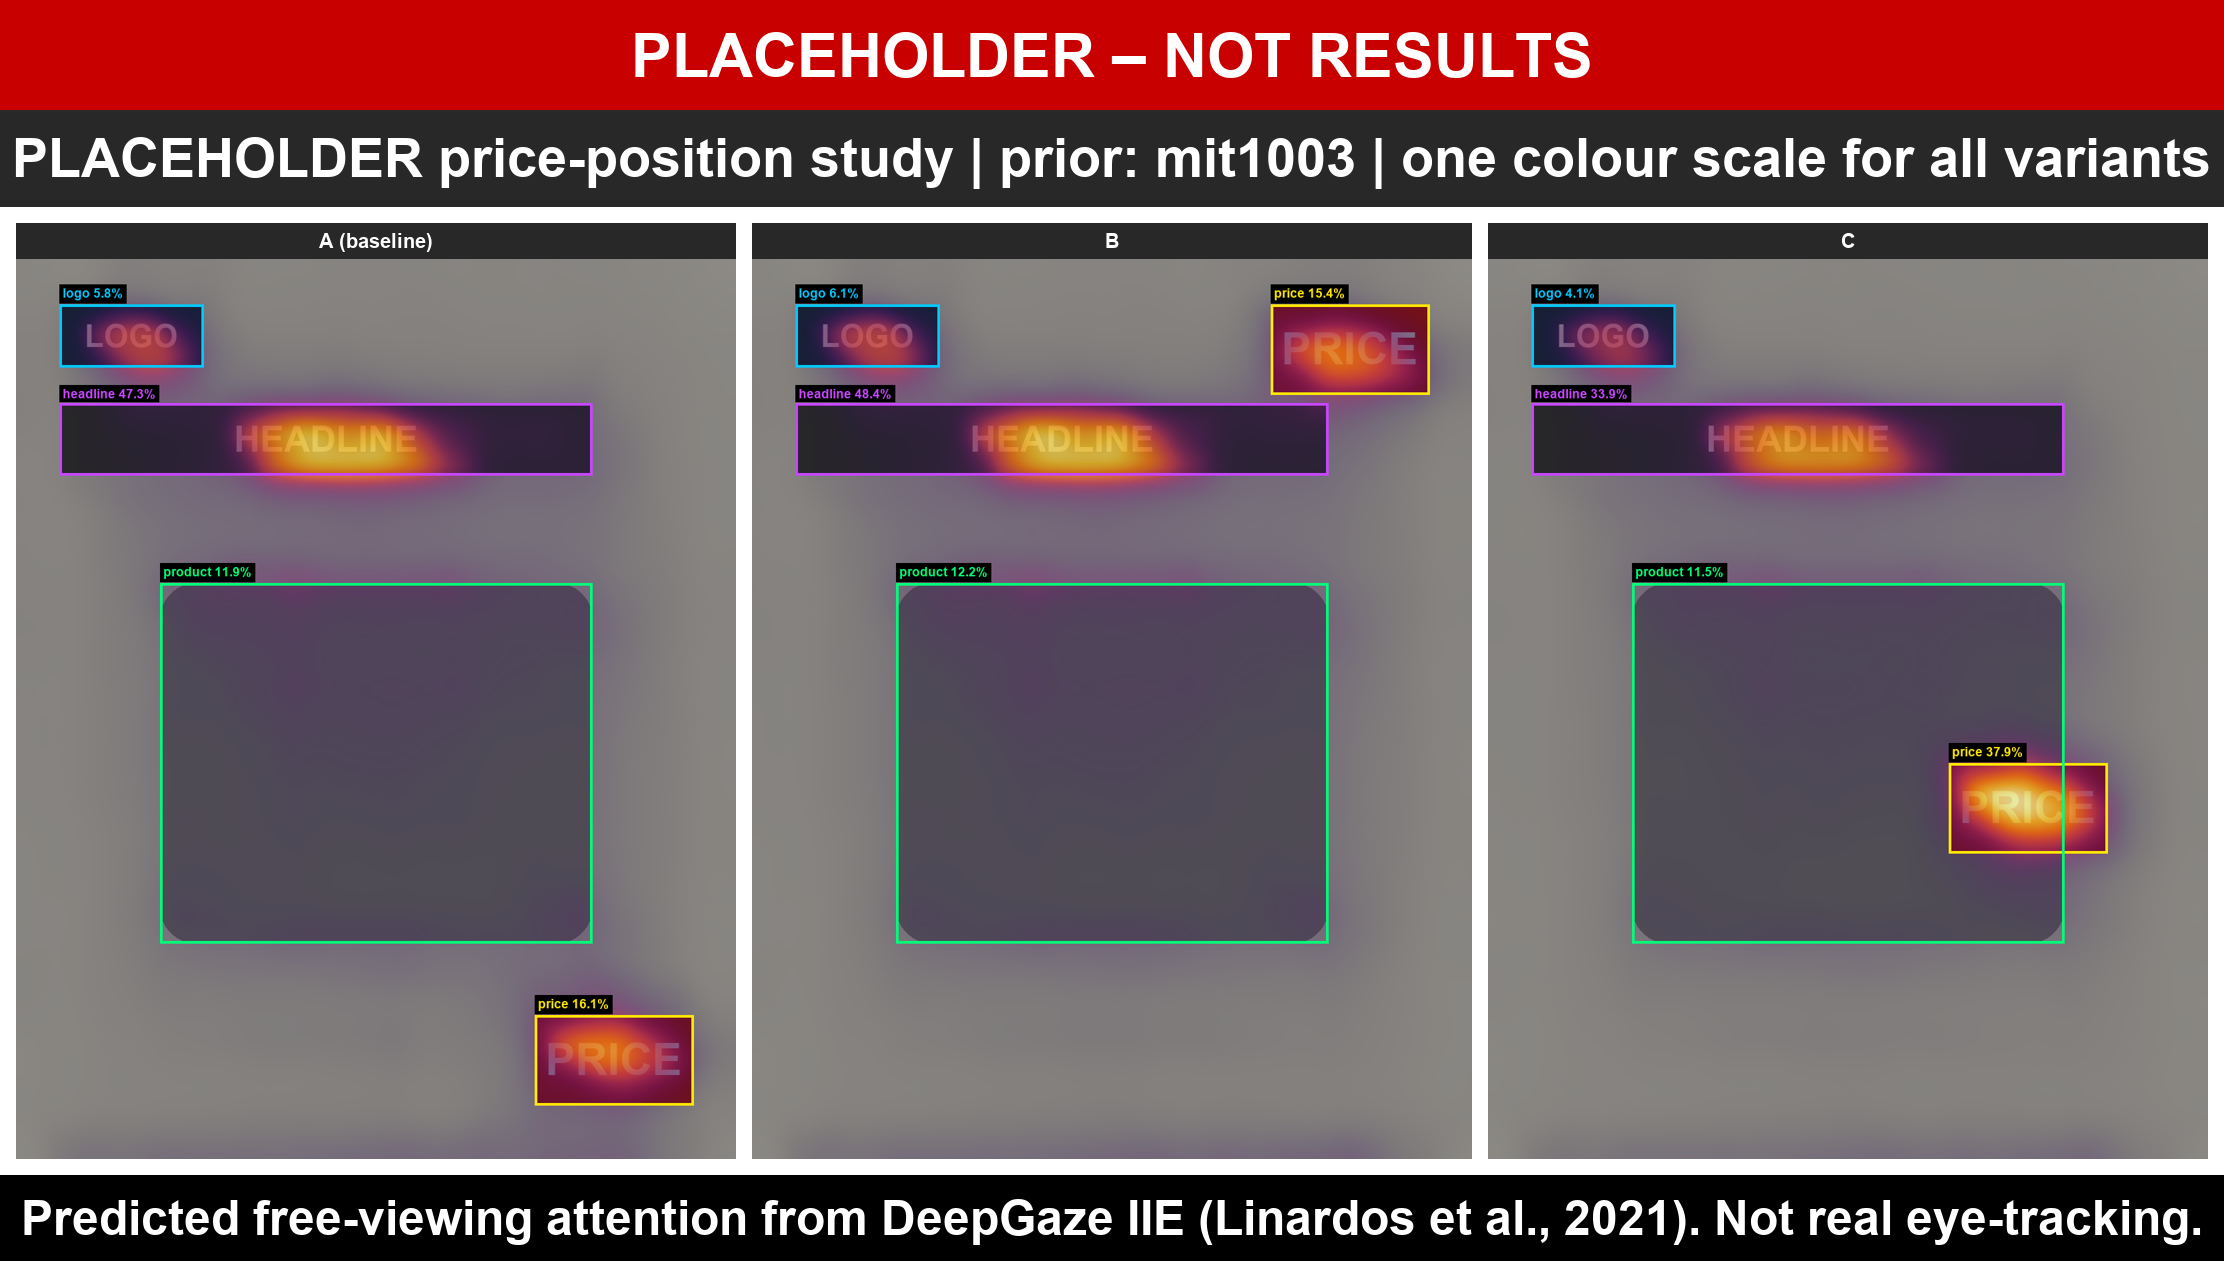 PLACEHOLDER – NOT RESULTS
PLACEHOLDER price-position study | prior: mit1003 | one colour scale for all variants
A (baseline)
logo 5.8%
LOGO
headline 47.3%
HEADLINE
product 11.9%
price 16.1%
PRICE
B
logo 6.1%
LOGO
price 15.4%
PRICE
headline 48.4%
HEADLINE
product 12.2%
C
logo 4.1%
LOGO
headline 33.9%
HEADLINE
product 11.5%
price 37.9%
PRICE
Predicted free-viewing attention from DeepGaze IIE (Linardos et al., 2021). Not real eye-tracking.